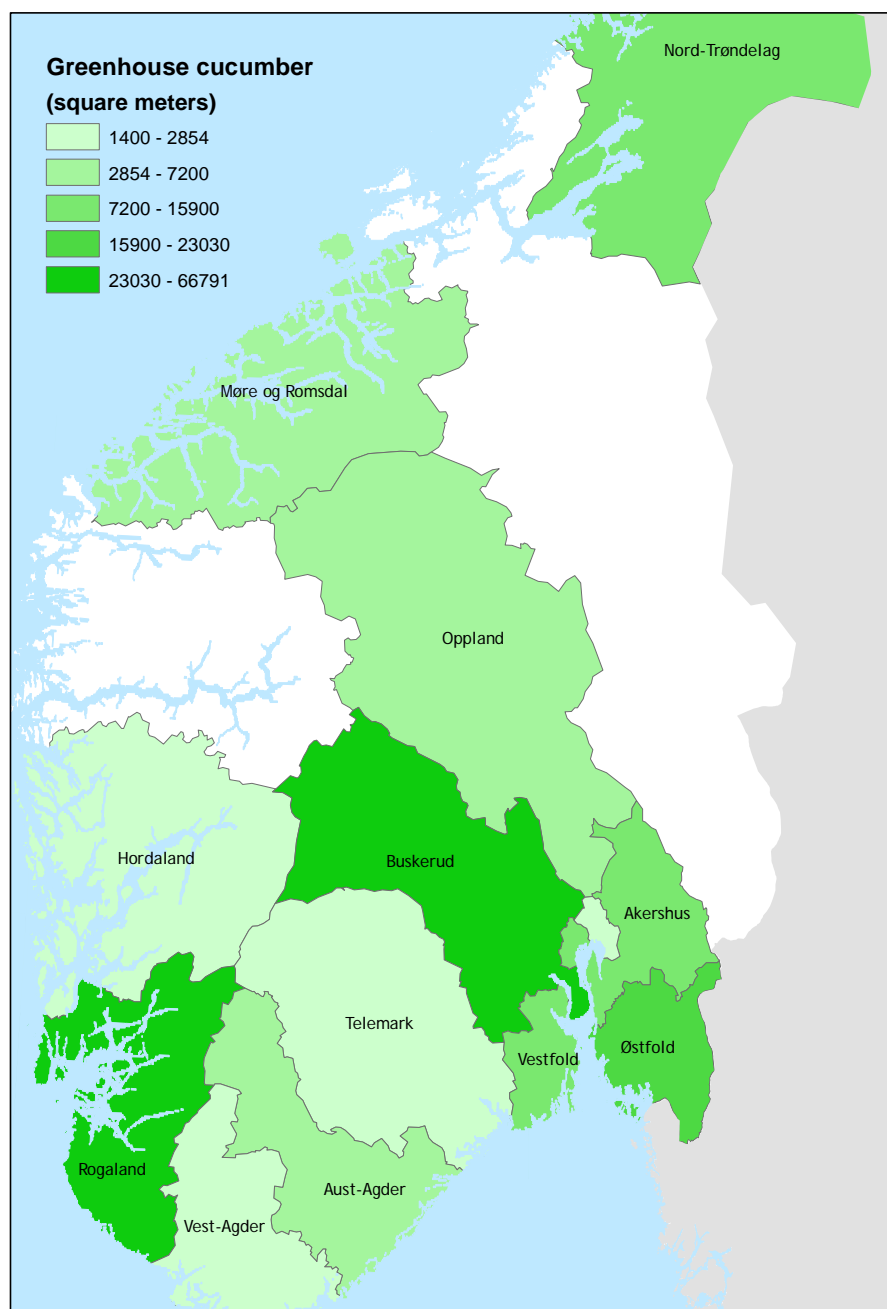 Greenhouse cucumber
(square meters)
1400 - 2854
2854 - 7200
7200 - 15900
15900 - 23030
23030 - 66791
Nord-Trøndelag
Møre og Romsdal
Oppland
Hordaland
Buskerud
Akershus
Telemark
Vestfold
Østfold
Rogaland
Aust-Agder
Vest-Agder